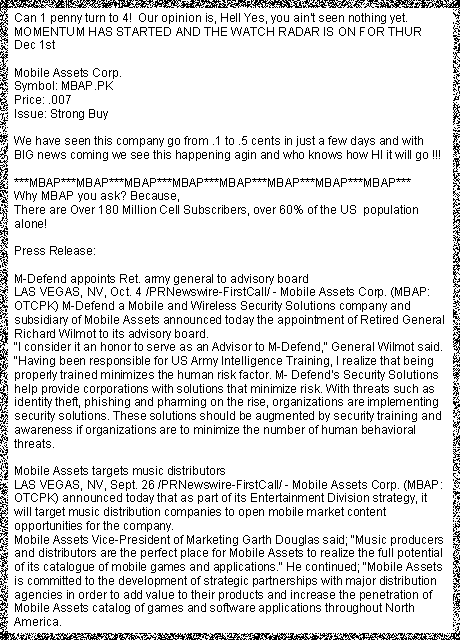 Can 1 penny turn to 4!  Our opinion is, Hell Yes, you ain't seen nothing yet.
MOMENTUM HAS STARTED AND THE WATCH RADAR IS ON FOR THUR
Dec 1st
Mobile Assets Corp.
Symbol: MBAP.PK
Price: .007
Issue: Strong Buy
We have seen this company go from .1 to .5 cents in just a few days and with
BIG news coming we see this happening agin and who knows how HI it will go !!!
***MBAP***MBAP***MBAP***MBAP***MBAP***MBAP***MBAP***MBAP***
Why MBAP you ask? Because,
There are Over 180 Million Cell Subscribers, over 60% of the US  population
alone!
Press Release:
M-Defend appoints Ret. army general to advisory board
LAS VEGAS, NV, Oct. 4 /PRNewswire-FirstCall/ - Mobile Assets Corp. (MBAP:
OTCPK) M-Defend a Mobile and Wireless Security Solutions company and
subsidiary of Mobile Assets announced today the appointment of Retired General
Richard Wilmot to its advisory board.
"I consider it an honor to serve as an Advisor to M-Defend," General Wilmot said.
"Having been responsible for US Army Intelligence Training, I realize that being
properly trained minimizes the human risk factor. M- Defend's Security Solutions
help provide corporations with solutions that minimize risk. With threats such as
identity theft, phishing and pharming on the rise, organizations are implementing
security solutions. These solutions should be augmented by security training and
awareness if organizations are to minimize the number of human behavioral
threats.
Mobile Assets targets music distributors
LAS VEGAS, NV, Sept. 26 /PRNewswire-FirstCall/ - Mobile Assets Corp. (MBAP:
OTCPK) announced today that as part of its Entertainment Division strategy, it
will target music distribution companies to open mobile market content
opportunities for the company.
Mobile Assets Vice-President of Marketing Garth Douglas said; "Music producers
and distributors are the perfect place for Mobile Assets to realize the full potential
of its catalogue of mobile games and applications." He continued; "Mobile Assets
is committed to the development of strategic partnerships with major distribution
agencies in order to add value to their products and increase the penetration of
Mobile Assets catalog of games and software applications throughout North
America.